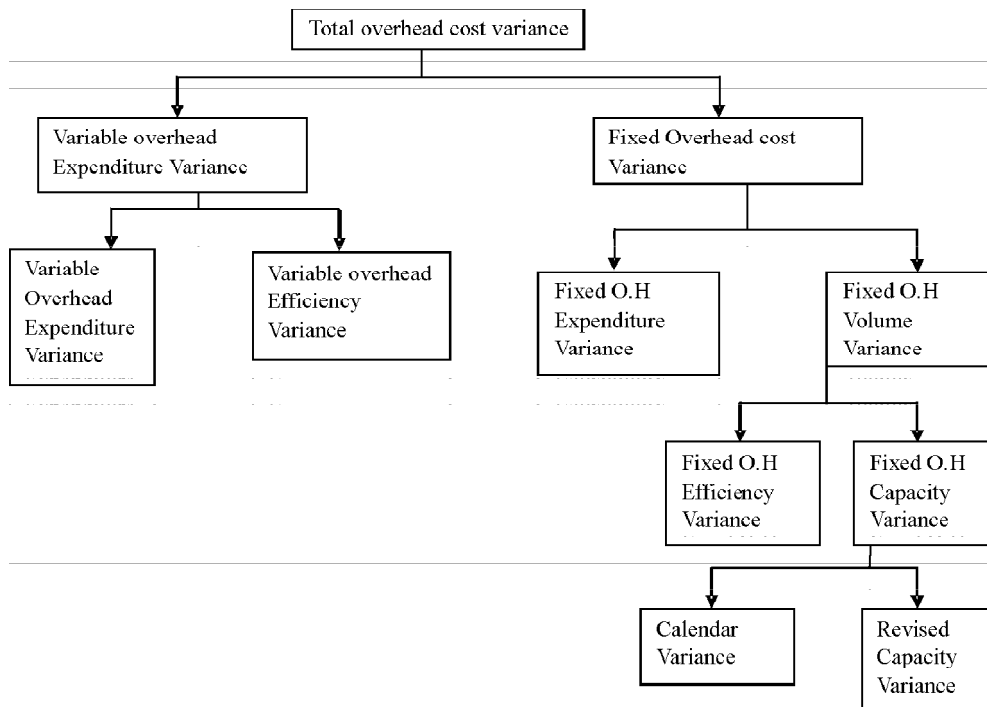 Total overhead cost variance
Variable overhead
Expenditure Variance
Fixed Overhead cost
Variance
Variable
Overhead
Expenditure
Variance
Variable overhead
Efficiency
Variance
Fixed O.H
Expenditure
Variance
Fixed O.H
Volume
Variance
Fixed O.H
Efficiency
Variance
Fixed O.H
Capacity
Variance
Calendar
Variance
Revised
Capacity
Variance